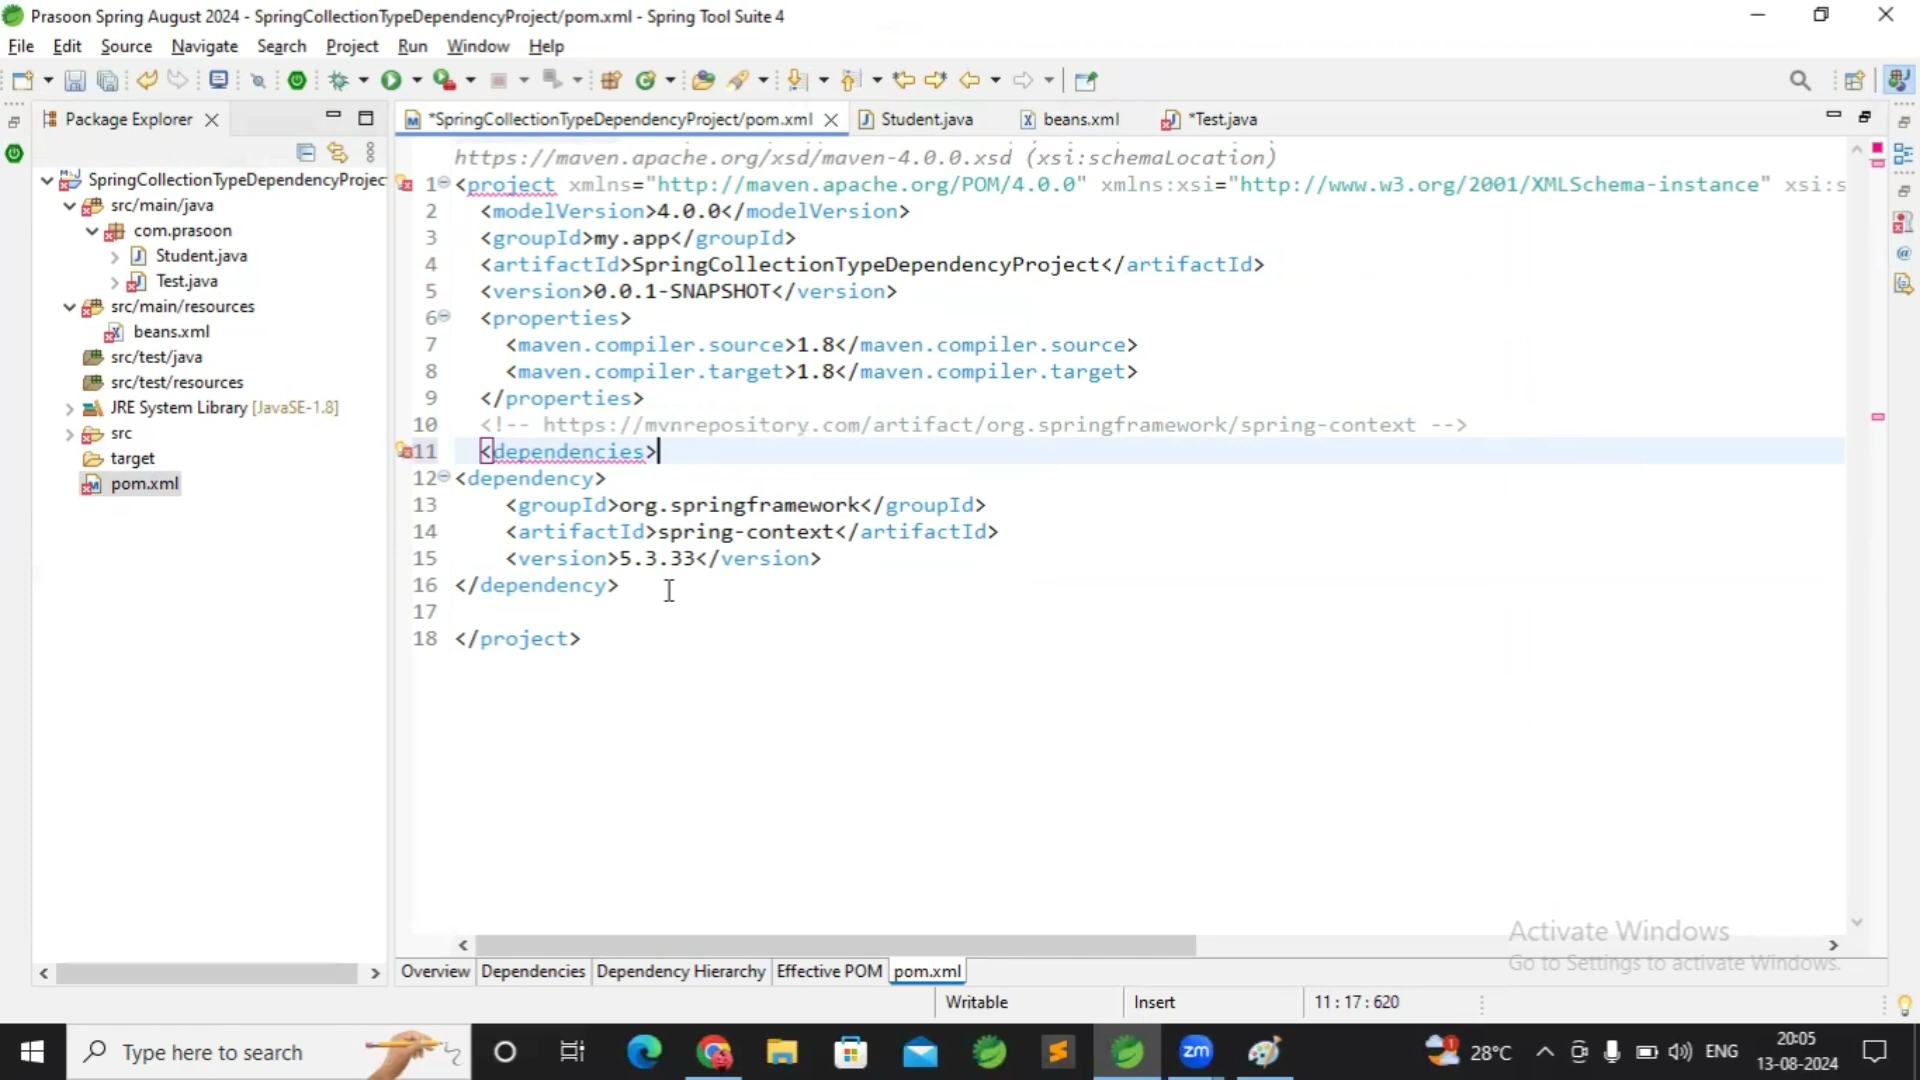 Prasoon Spring August 2024 - SpringCollectionTypeDependencyProject/pom.xml - Spring Tool Suite 4
File Edit Source Navigate Search Project Run Window Help
Package Explorer
*SpringCollectionTypeDependencyProject/pom.xml Student.java beans.xml *Test.java
SpringCollectionTypeDependencyProjec
src/main/java
com.prasoon
Student.java
Test.java
src/main/resources
beans.xml
src/test/java
src/test/resources
JRE System Library [JavaSE-1.8]
src
target
pom.xml
https://maven.apache.org/xsd/maven-4.0.0.xsd (xsi:schemaLocation)
1 <project xmlns="http://maven.apache.org/POM/4.0.0" xmlns:xsi="http://www.w3.org/2001/XMLSchema-instance" xsi:s
2 <modelVersion>4.0.0</modelVersion>
3 <groupId>my.app</groupId>
4 <artifactId>SpringCollectionTypeDependencyProject</artifactId>
5 <version>0.0.1-SNAPSHOT</version>
6 <properties>
7 <maven.compiler.source>1.8</maven.compiler.source>
8 <maven.compiler.target>1.8</maven.compiler.target>
9 </properties>
10 <!-- https://mvnrepository.com/artifact/org.springframework/spring-context -->
11 <dependencies>
12 <dependency>
13 <groupId>org.springframework</groupId>
14 <artifactId>spring-context</artifactId>
15 <version>5.3.33</version>
16 </dependency>
17
18 </project>
Activate Windows
Go to Settings to activate Windows.
Overview Dependencies Dependency Hierarchy Effective POM pom.xml
Writable Insert 11 : 17 : 620
Type here to search
zm
28°C ENG
20:05
13-08-2024